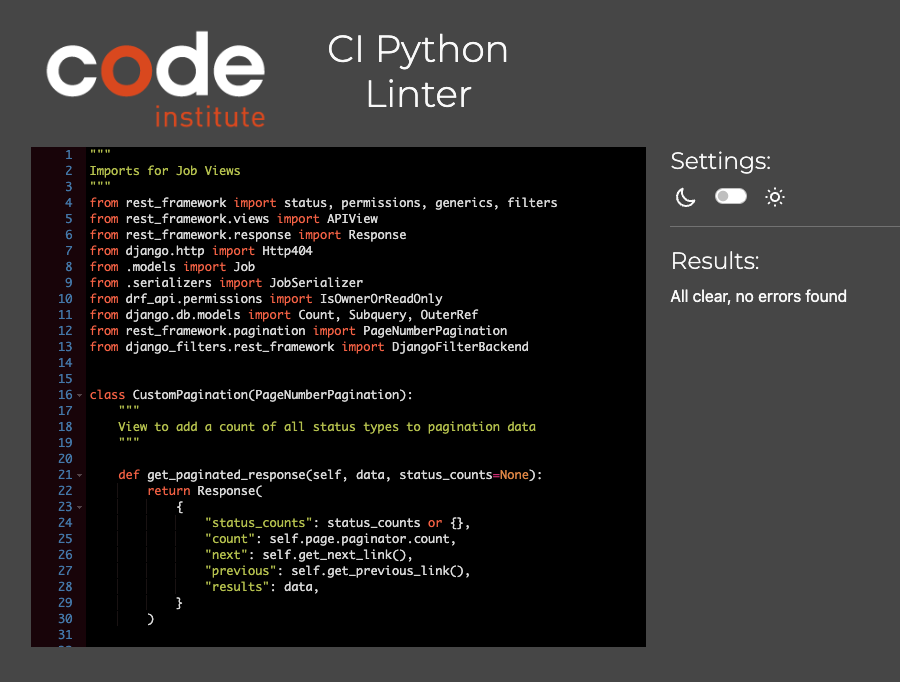 code
institute
CI Python
Linter
1 """
2 Imports for Job Views
3 """
4 from rest_framework import status, permissions, generics, filters
5 from rest_framework.views import APIView
6 from rest_framework.response import Response
7 from django.http import Http404
8 from .models import Job
9 from .serializers import JobSerializer
10 from drf_api.permissions import IsOwnerOrReadOnly
11 from django.db.models import Count, Subquery, OuterRef
12 from rest_framework.pagination import PageNumberPagination
13 from django_filters.rest_framework import DjangoFilterBackend
14
15
16 class CustomPagination(PageNumberPagination):
17     """
18     View to add a count of all status types to pagination data
19     """
20
21     def get_paginated_response(self, data, status_counts=None):
22         return Response(
23             {
24                 "status_counts": status_counts or {},
25                 "count": self.page.paginator.count,
26                 "next": self.get_next_link(),
27                 "previous": self.get_previous_link(),
28                 "results": data,
29             }
30         )
31
Settings:
Results:
All clear, no errors found